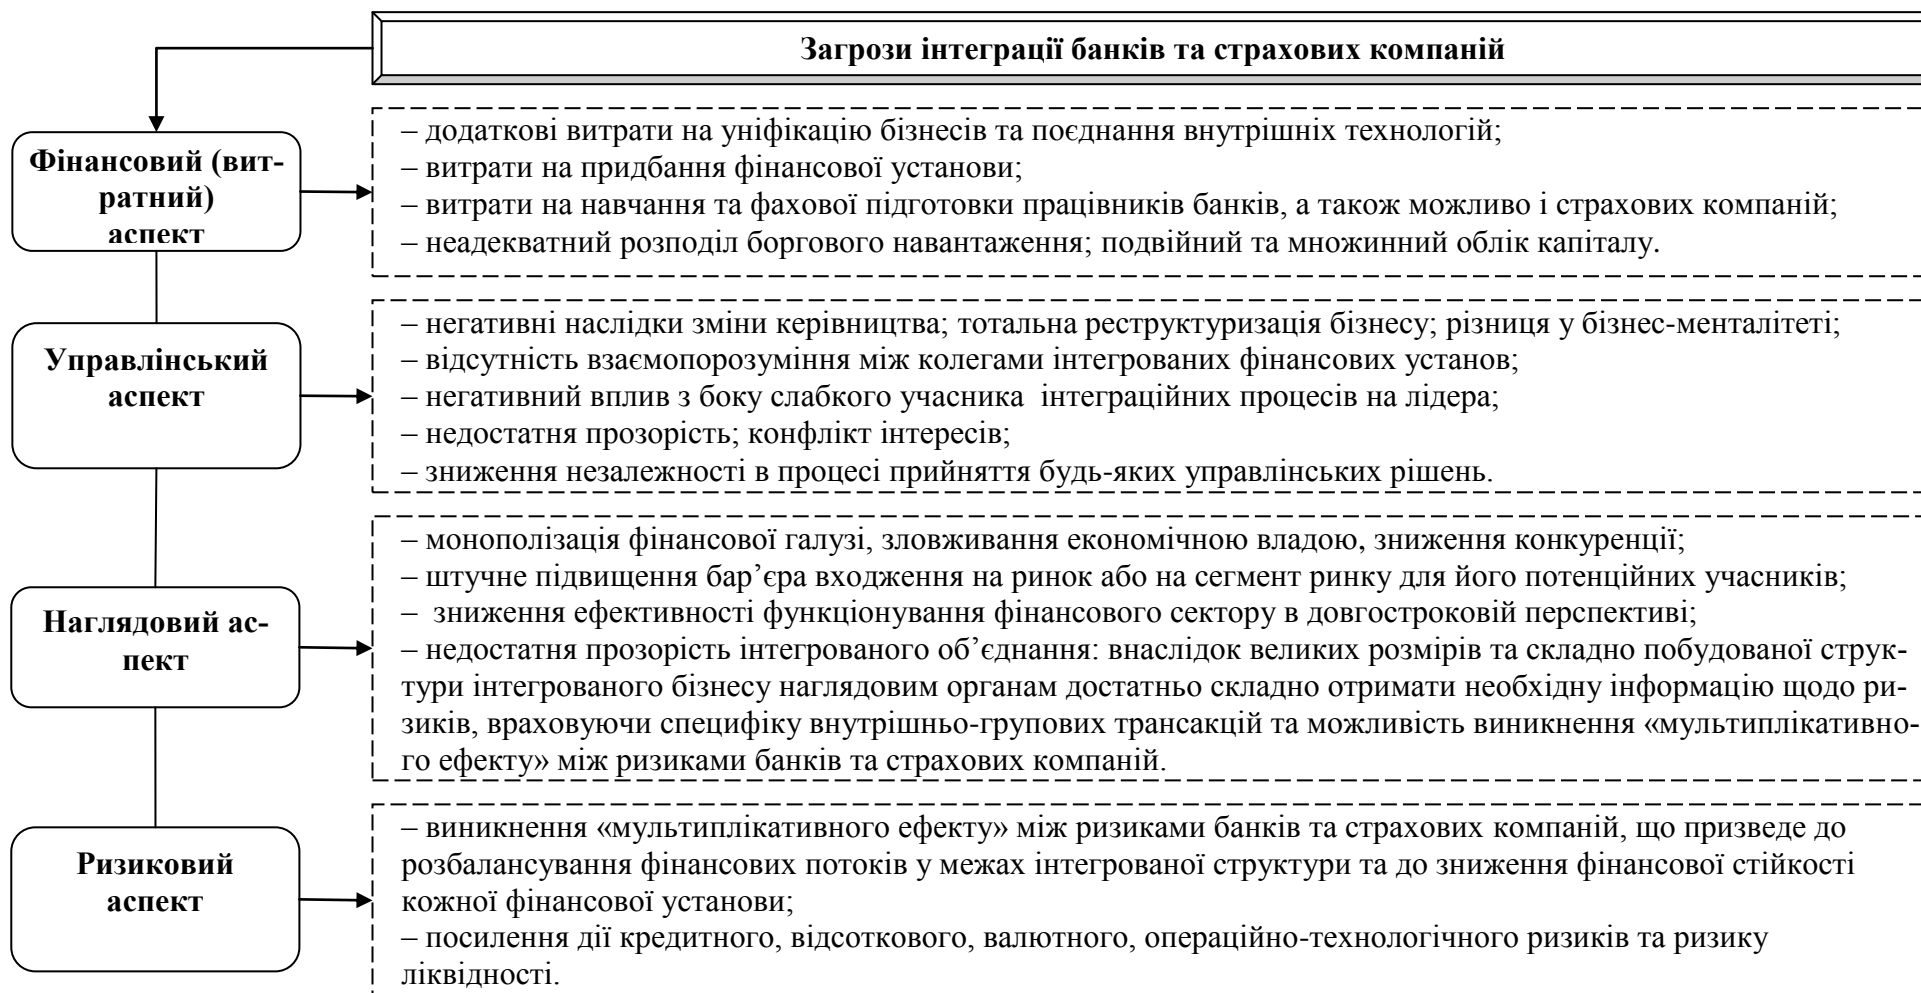 Загрози інтеграції банків та страхових компаній
Фінансовий (вит-
ратний)
аспект
– додаткові витрати на уніфікацію бізнесів та поєднання внутрішніх технологій;
– витрати на придбання фінансової установи;
– витрати на навчання та фахової підготовки працівників банків, а також можливо і страхових компаній;
– неадекватний розподіл боргового навантаження; подвійний та множинний облік капіталу.
Управлінський
аспект
– негативні наслідки зміни керівництва; тотальна реструктуризація бізнесу; різниця у бізнес-менталітеті;
– відсутність взаємопорозуміння між колегами інтегрованих фінансових установ;
– негативний вплив з боку слабкого учасника інтеграційних процесів на лідера;
– недостатня прозорість; конфлікт інтересів;
– зниження незалежності в процесі прийняття будь-яких управлінських рішень.
Наглядовий ас-
пект
– монополізація фінансової галузі, зловживання економічною владою, зниження конкуренції;
– штучне підвищення бар’єра входження на ринок або на сегмент ринку для його потенційних учасників;
– зниження ефективності функціонування фінансового сектору в довгостроковій перспективі;
– недостатня прозорість інтегрованого об’єднання: внаслідок великих розмірів та складно побудованої струк-
тури інтегрованого бізнесу наглядовим органам достатньо складно отримати необхідну інформацію щодо ри-
зиків, враховуючи специфіку внутрішньо-групових трансакцій та можливість виникнення «мультиплікативно-
го ефекту» між ризиками банків та страхових компаній.
Ризиковий
аспект
– виникнення «мультиплікативного ефекту» між ризиками банків та страхових компаній, що призведе до
розбалансування фінансових потоків у межах інтегрованої структури та до зниження фінансової стійкості
кожної фінансової установи;
– посилення дії кредитного, відсоткового, валютного, операційно-технологічного ризиків та ризику
ліквідності.